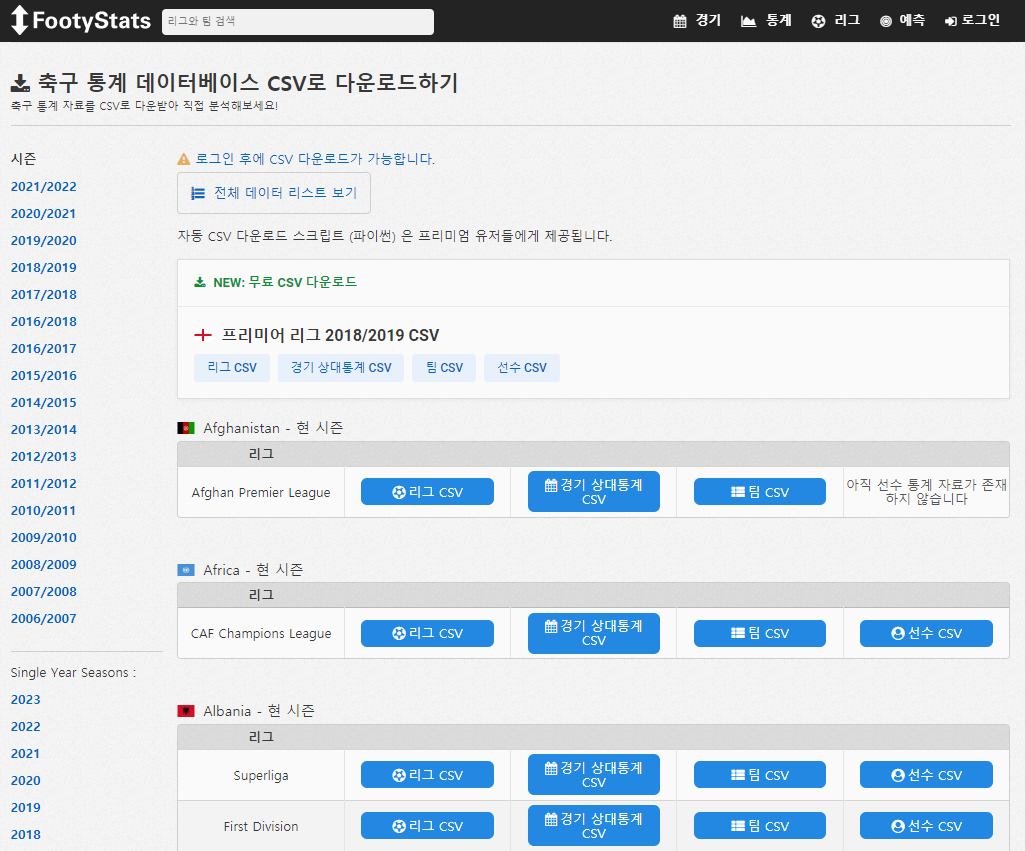 FootyStats
리그와 팀 검색
경기
통계
리그
예측
로그인
축구 통계 데이터베이스 CSV로 다운로드하기
축구 통계 자료를 CSV로 다운받아 직접 분석해보세요!
시즌
2021/2022
2020/2021
2019/2020
2018/2019
2017/2018
2016/2018
2016/2017
2015/2016
2014/2015
2013/2014
2012/2013
2011/2012
2010/2011
2009/2010
2008/2009
2007/2008
2006/2007
Single Year Seasons :
2023
2022
2021
2020
2019
2018
로그인 후에 CSV 다운로드가 가능합니다.
전체 데이터 리스트 보기
자동 CSV 다운로드 스크립트 (파이썬) 은 프리미엄 유저들에게 제공됩니다.
NEW: 무료 CSV 다운로드
프리미어 리그 2018/2019 CSV
리그 CSV
경기 상대통계 CSV
팀 CSV
선수 CSV
Afghanistan - 현 시즌
리그
Afghan Premier League
리그 CSV
경기 상대통계
CSV
팀 CSV
아직 선수 통계 자료가 존재
하지 않습니다
Africa - 현 시즌
리그
CAF Champions League
리그 CSV
경기 상대통계
CSV
팀 CSV
선수 CSV
Albania - 현 시즌
리그
Superliga
리그 CSV
경기 상대통계
CSV
팀 CSV
선수 CSV
First Division
리그 CSV
경기 상대통계
CSV
팀 CSV
선수 CSV